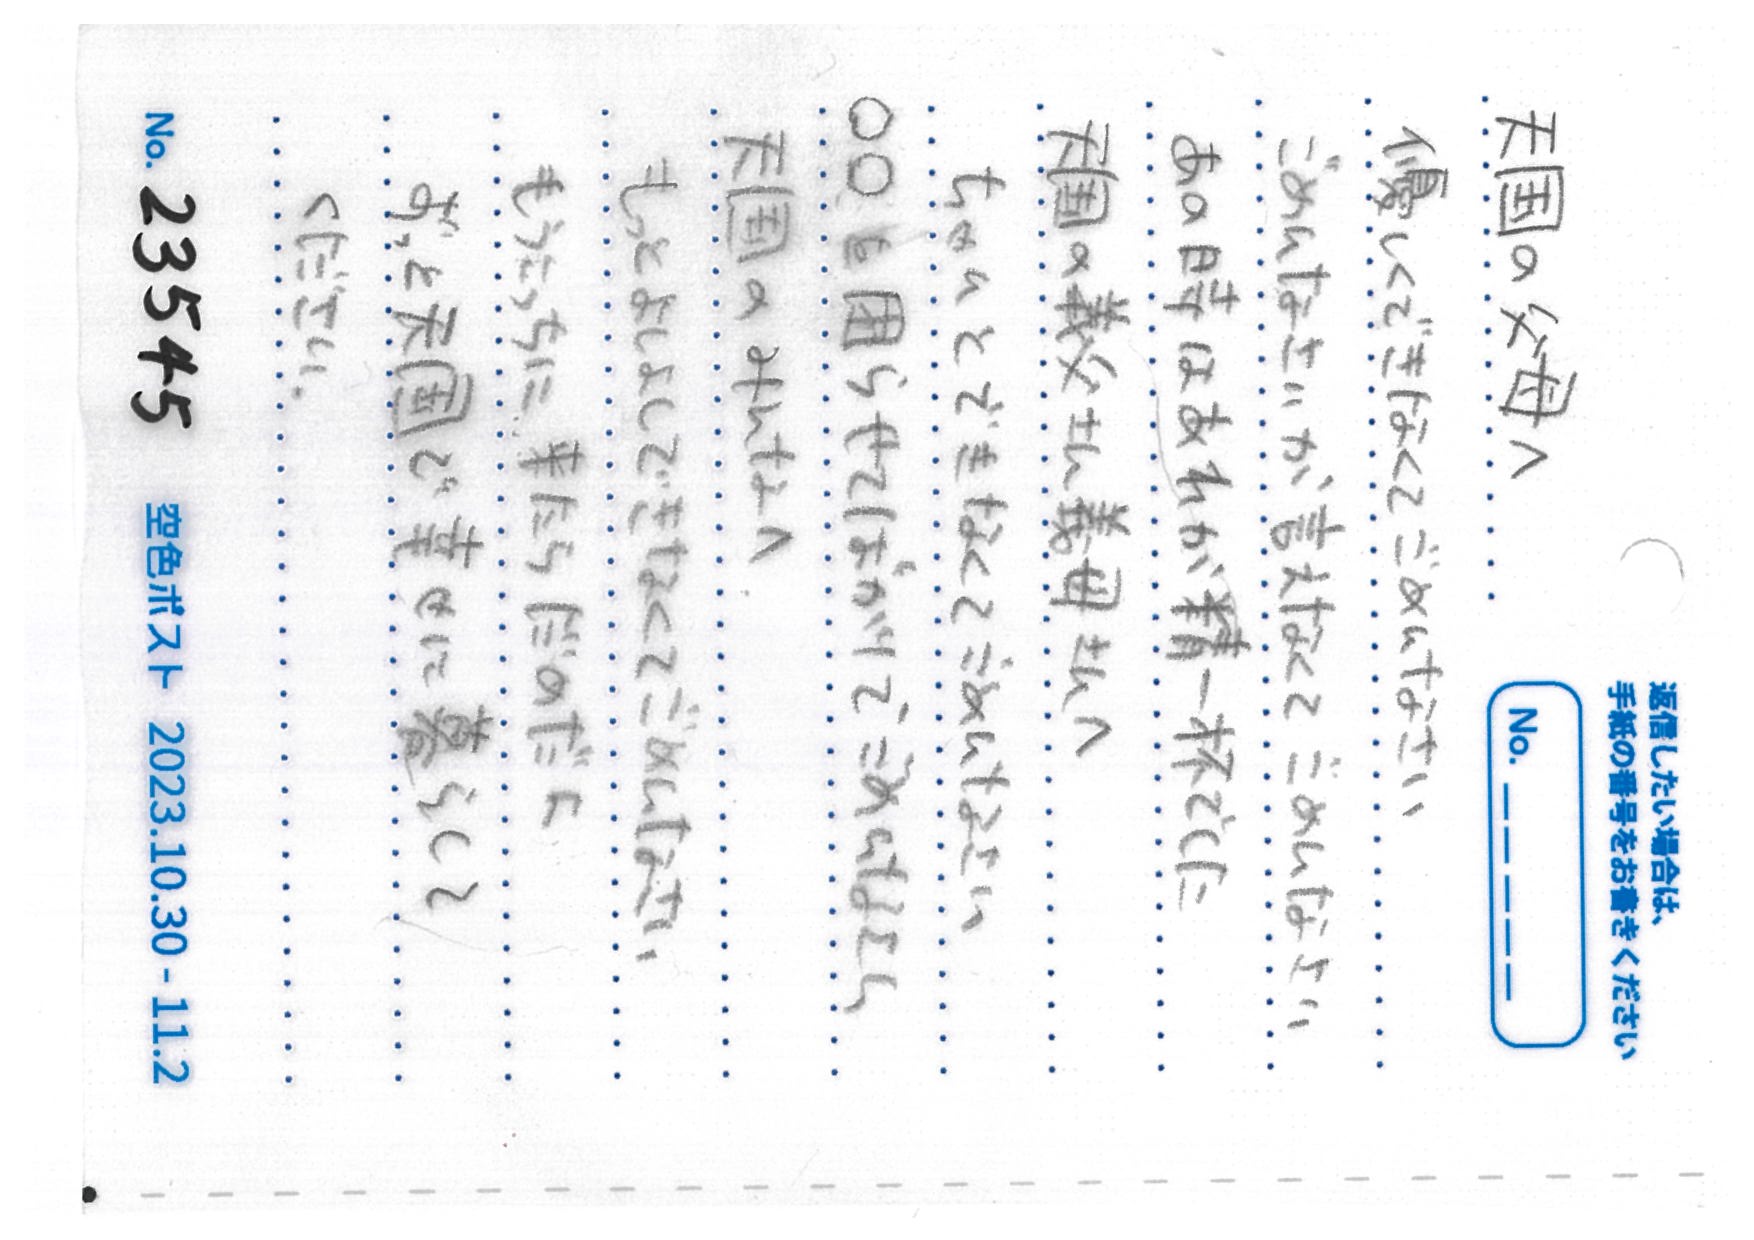 返信したい場合は、
手紙の番号をお書きください
No. _ _ _ _ _
天国の父母へ
優しくできなくてごめんなさい
ごめんなさいが言えなくてごめんなさい
あの時はあれが精一杯でした
天国の義父さん義母さんへ
ちゃんとできなくてごめんなさい
〇〇を困らせてばかりでごめんなさい
天国のみんなへ
もっとよしよしできなくてごめんなさい
もうこっちに来たらだめだよ
ずっと天国で幸せに暮らして
ください.
No. 23545 空色ポスト 2023.10.30 - 11.2